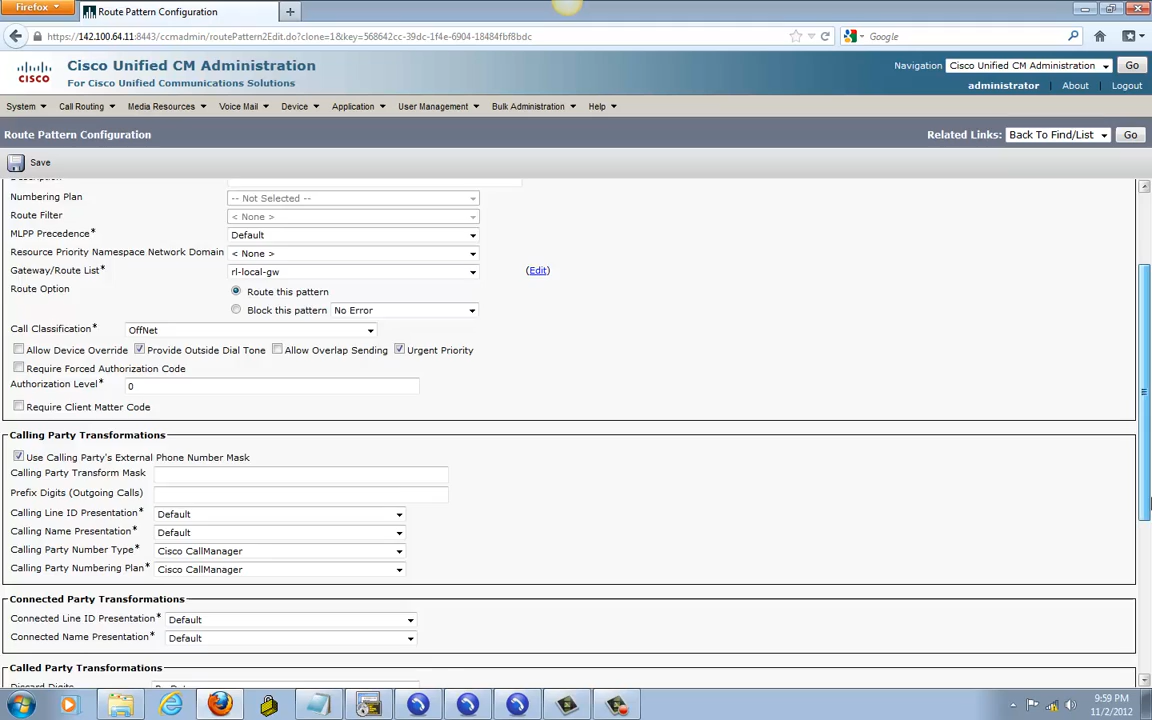 Firefox
Route Pattern Configuration
https://142.100.64.11:8443/ccmadmin/routePattern2Edit.do?clone=1&key=568642cc-39dc-1f4e-6904-18484fbf8bdc
Google
CISCO
Cisco Unified CM Administration
For Cisco Unified Communications Solutions
Navigation Cisco Unified CM Administration Go
administrator About Logout
System Call Routing Media Resources Voice Mail Device Application User Management Bulk Administration Help
Route Pattern Configuration
Related Links: Back To Find/List Go
Save
Numbering Plan -- Not Selected --
Route Filter < None >
MLPP Precedence* Default
Resource Priority Namespace Network Domain < None >
Gateway/Route List* rl-local-gw (Edit)
Route Option Route this pattern
Block this pattern No Error
Call Classification* OffNet
Allow Device Override Provide Outside Dial Tone Allow Overlap Sending Urgent Priority
Require Forced Authorization Code
Authorization Level* 0
Require Client Matter Code
Calling Party Transformations
Use Calling Party's External Phone Number Mask
Calling Party Transform Mask
Prefix Digits (Outgoing Calls)
Calling Line ID Presentation* Default
Calling Name Presentation* Default
Calling Party Number Type* Cisco CallManager
Calling Party Numbering Plan* Cisco CallManager
Connected Party Transformations
Connected Line ID Presentation* Default
Connected Name Presentation* Default
Called Party Transformations
9:59 PM
11/2/2012